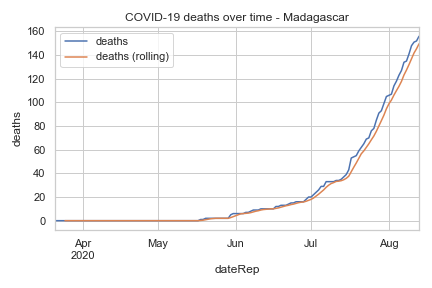 COVID-19 deaths over time - Madagascar
deaths
deaths (rolling)
160
140
120
100
80
60
40
20
0
deaths
Apr
2020
May
Jun
Jul
Aug
dateRep